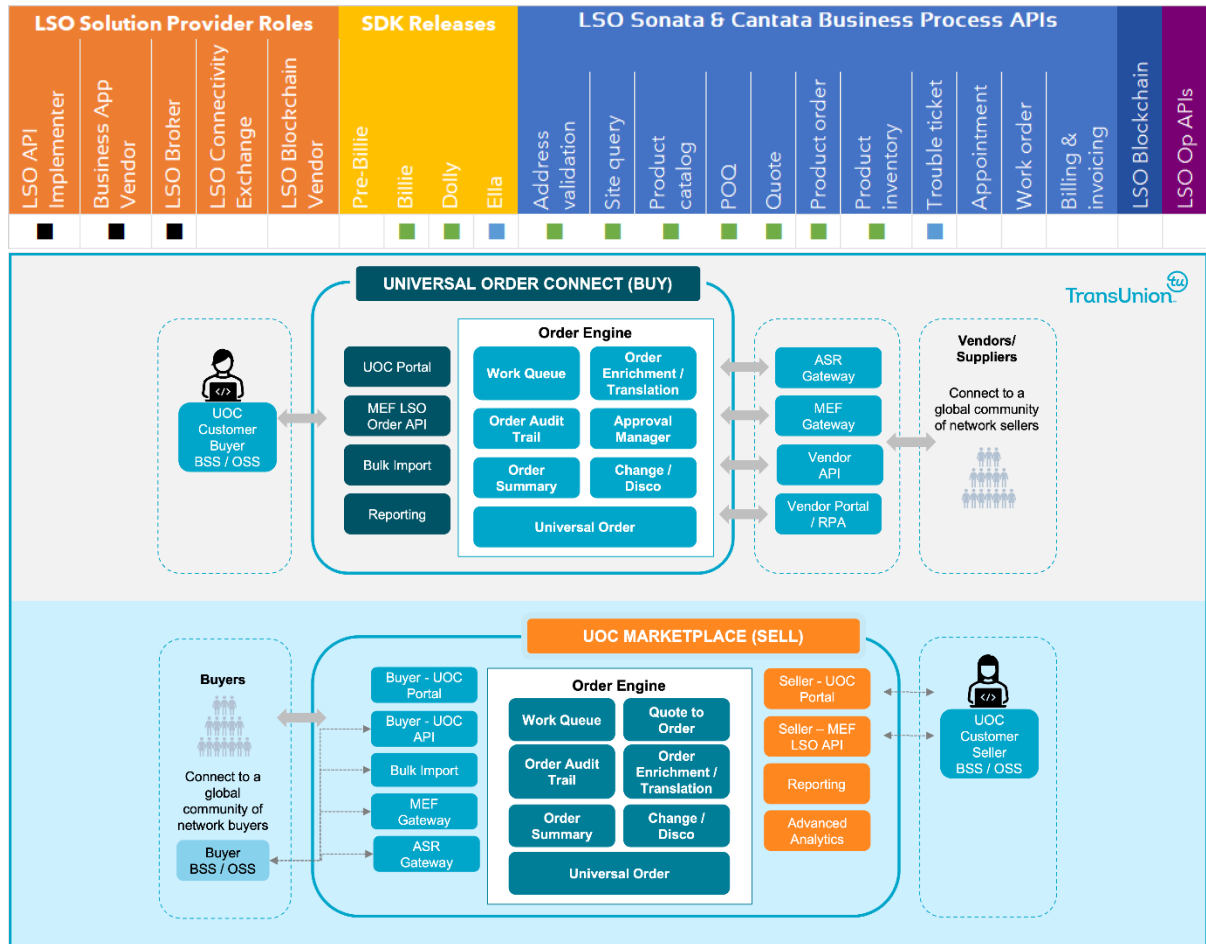 LSO Solution Provider Roles
SDK Releases
LSO Sonata & Cantata Business Process APIs
LSO API
Implementer
Business App
Vendor
LSO Broker
LSO Connectivity
Exchange
LSO Blockchain
Vendor
Pre-Billie
Billie
Dolly
Ella
Address
validation
Site query
Product
catalog
POQ
Quote
Product order
Product
inventory
Trouble ticket
Appointment
Work order
Billing &
invoicing
LSO Blockchain
LSO Op APIs
UNIVERSAL ORDER CONNECT (BUY)
tu
TransUnion
</>
UOC
Customer
Buyer
BSS / OSS
UOC Portal
MEF LSO
Order API
Bulk Import
Reporting
Order Engine
Work Queue
Order
Enrichment /
Translation
Order Audit
Trail
Approval
Manager
Order
Summary
Change /
Disco
Universal Order
ASR
Gateway
MEF
Gateway
Vendor
API
Vendor Portal
/ RPA
Vendors/
Suppliers
Connect to a
global community
of network sellers
UOC MARKETPLACE (SELL)
Buyers
Connect to a
global
community of
network buyers
Buyer
BSS / OSS
Buyer - UOC
Portal
Buyer - UOC
API
Bulk Import
MEF
Gateway
ASR
Gateway
Order Engine
Work Queue
Quote to
Order
Order Audit
Trail
Order
Enrichment /
Translation
Order
Summary
Change /
Disco
Universal Order
Seller - UOC
Portal
Seller – MEF
LSO API
Reporting
Advanced
Analytics
</>
UOC
Customer
Seller
BSS / OSS